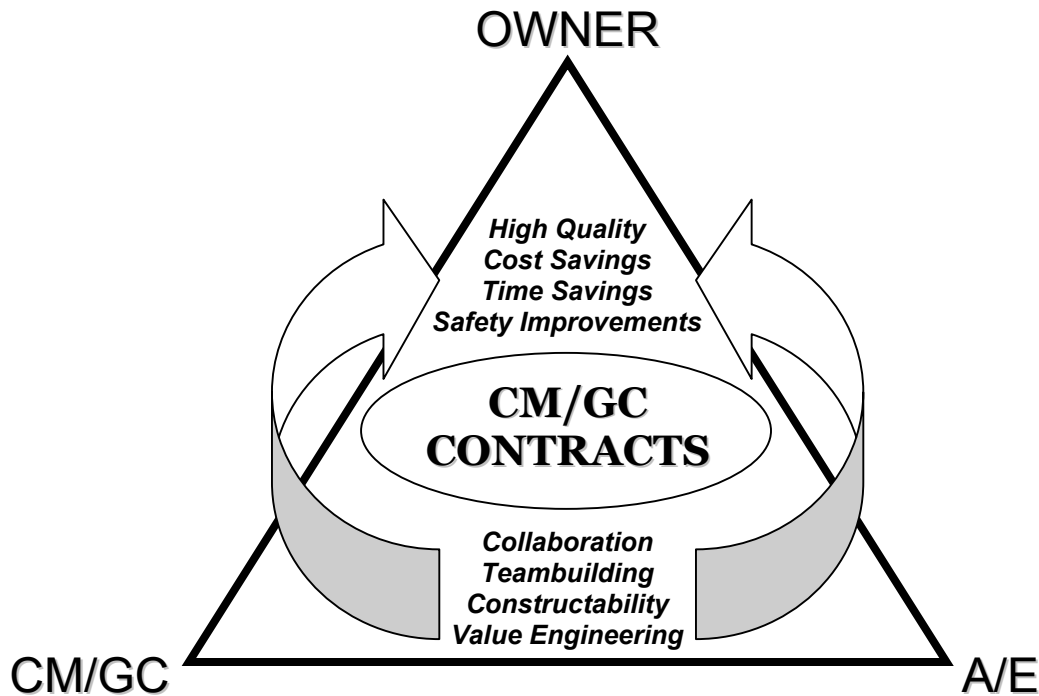 OWNER
High Quality
Cost Savings
Time Savings
Safety Improvements
CM/GC
CONTRACTS
Collaboration
Teambuilding
Constructability
Value Engineering
CM/GC
A/E